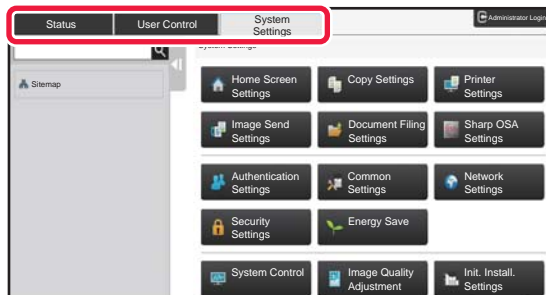 Status
User Control
System
Settings
Administrator Login
System Settings
Sitemap
Home Screen
Settings
Copy Settings
Printer
Settings
Image Send
Settings
Document Filing
Settings
Sharp OSA
Settings
Authentication
Settings
Common
Settings
Network
Settings
Security
Settings
Energy Save
System Control
Image Quality
Adjustment
Init. Install.
Settings